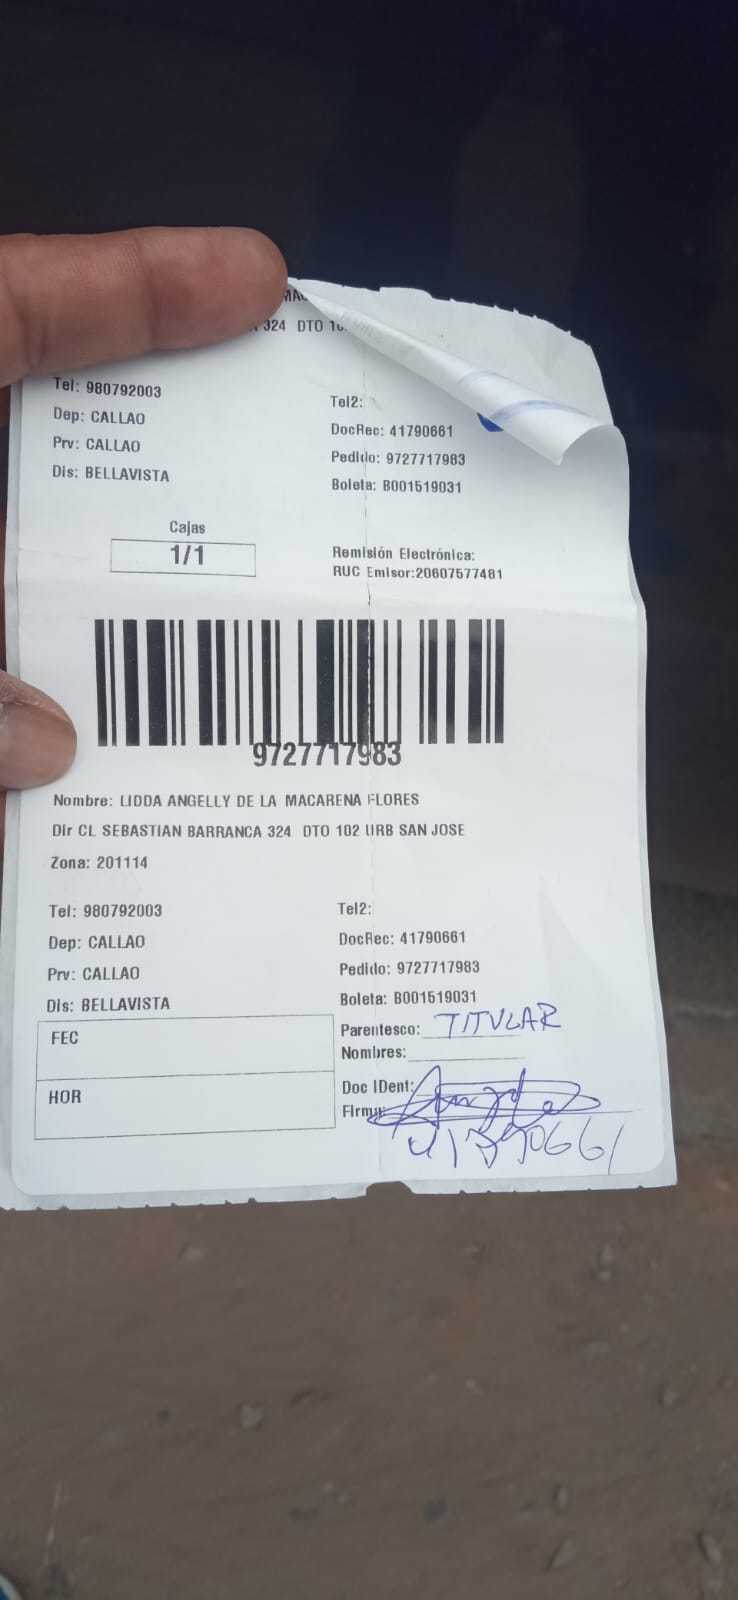 324 DTO
Tel: 980792003
Tel2:
Dep: CALLAO
DocRec: 41790661
Prv: CALLAO
Pedido: 9727717983
Dis: BELLAVISTA
Boleta: B001519031
Cajas
1/1
Remisión Electrónica:
RUC Emisor:20607577481
9727717983
Nombre: LIDDA ANGELLY DE LA MACARENA FLORES
Dir CL SEBASTIAN BARRANCA 324 DTO 102 URB SAN JOSE
Zona: 201114
Tel: 980792003
Tel2:
Dep: CALLAO
DocRec: 41790661
Prv: CALLAO
Pedido: 9727717983
Dis: BELLAVISTA
Boleta: B001519031
FEC
Parentesco: TITULAR
Nombres:
HOR
Doc IDent:
Firma:
41790661